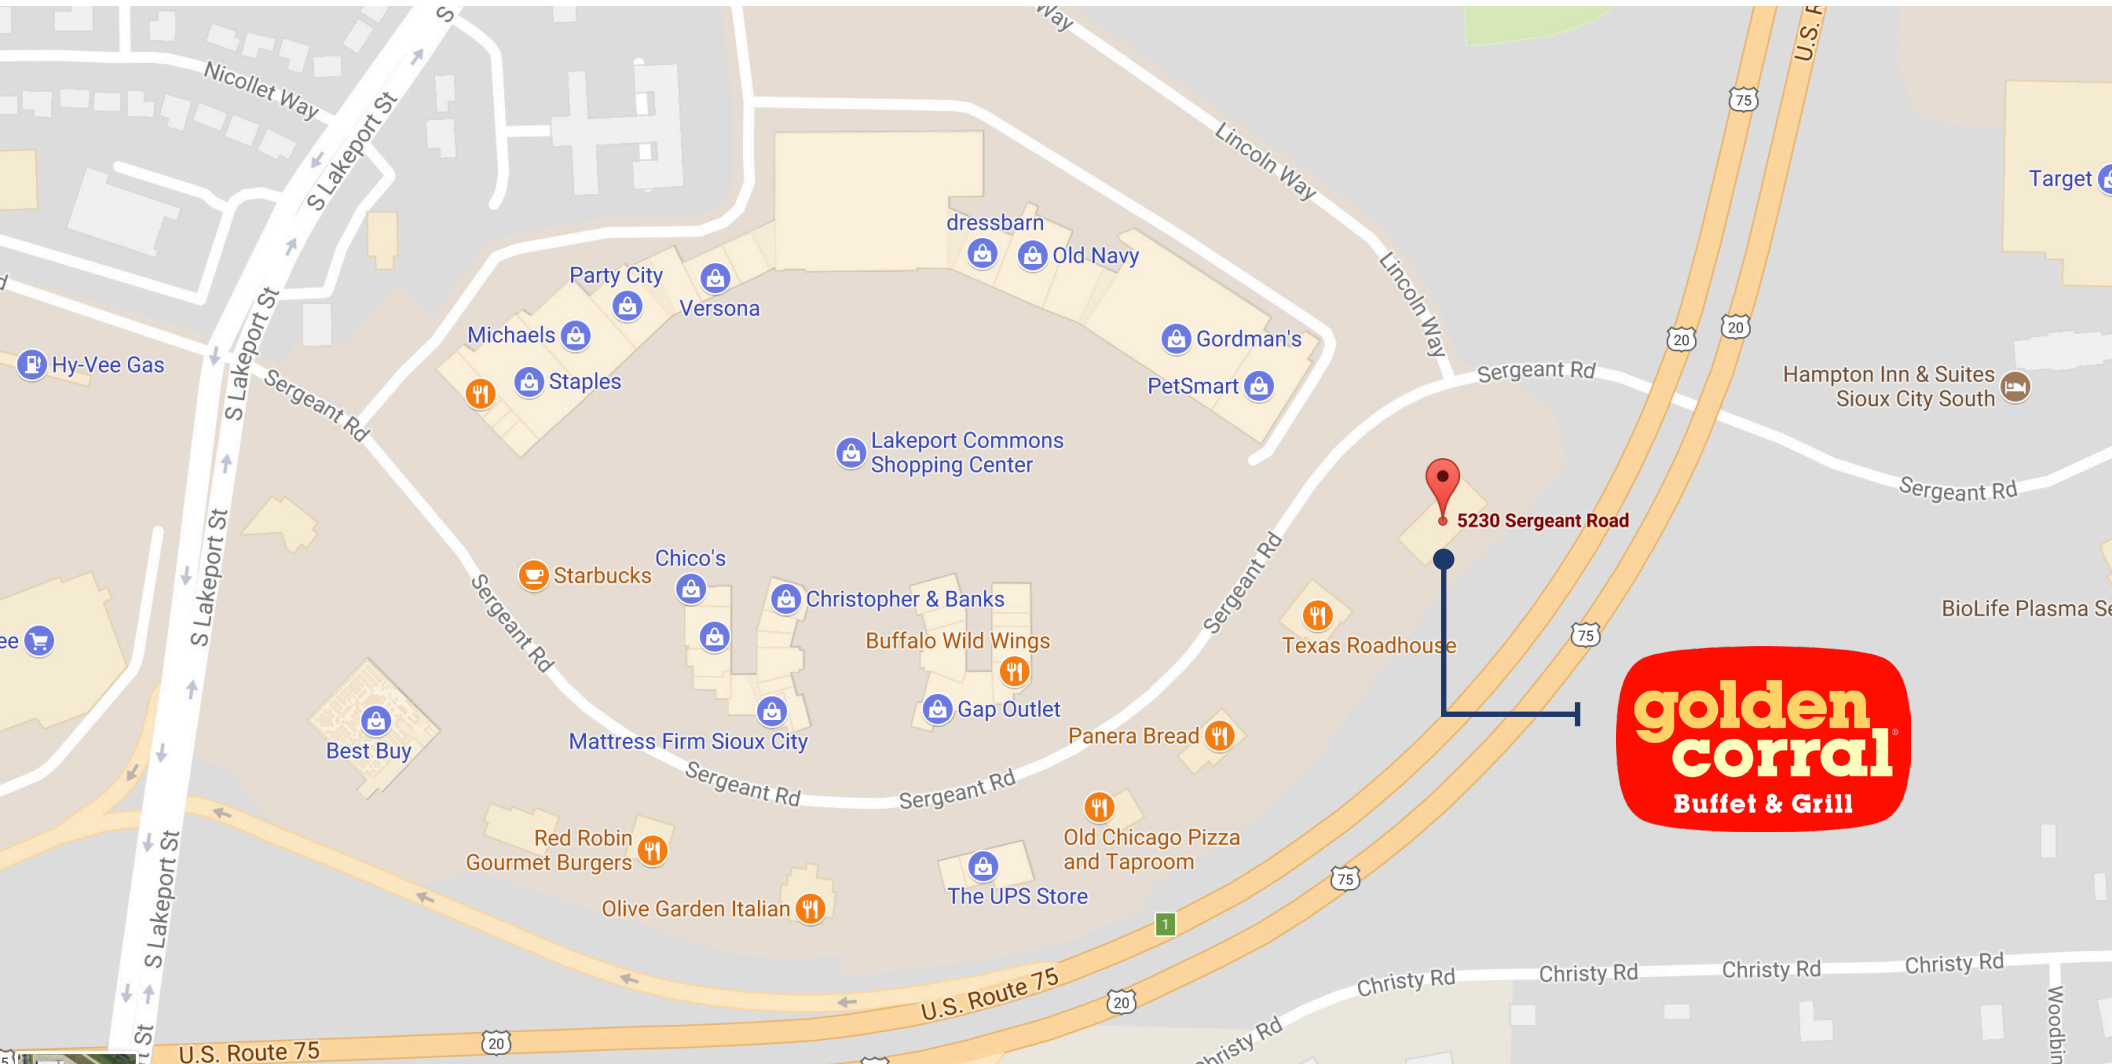 S
Way
U.S. R
Nicollet Way
S Lakeport St
75
Lincoln Way
Target
dressbarn
Old Navy
Party City
Versona
Lincoln Way
S Lakeport St
Michaels
Gordman's
20
20
Hy-Vee Gas
Sergeant Rd
Staples
PetSmart
Sergeant Rd
Hampton Inn & Suites
Sioux City South
Lakeport Commons
Shopping Center
Sergeant Rd
5230 Sergeant Road
S Lakeport St
Starbucks
Chico's
Sergeant Rd
Christopher & Banks
Sergeant Rd
BioLife Plasma Se
ee
Buffalo Wild Wings
Texas Roadhouse
75
Gap Outlet
golden
corral®
Buffet & Grill
Best Buy
Mattress Firm Sioux City
Panera Bread
Sergeant Rd
Sergeant Rd
Red Robin
Gourmet Burgers
Old Chicago Pizza
and Taproom
75
The UPS Store
Olive Garden Italian
1
S Lakeport St
Christy Rd
Christy Rd
Christy Rd
Christy Rd
U.S. Route 75
20
U.S. Route 75
20
Christy Rd
Woodbin
t St
5